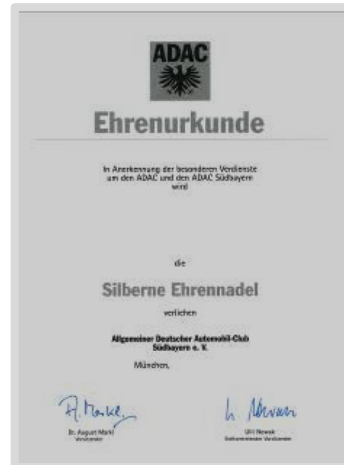 ADAC
Ehrenurkunde
In Anerkennung der besonderen Verdienste
um den ADAC und den ADAC Südbayern
wird
die
Silberne Ehrennadel
verliehen
Allgemeiner Deutscher Automobil-Club
Südbayern e. V.
München,
Dr. August Markl
Vorsitzender
Ulli Nowak
Stellvertretender Vorsitzender